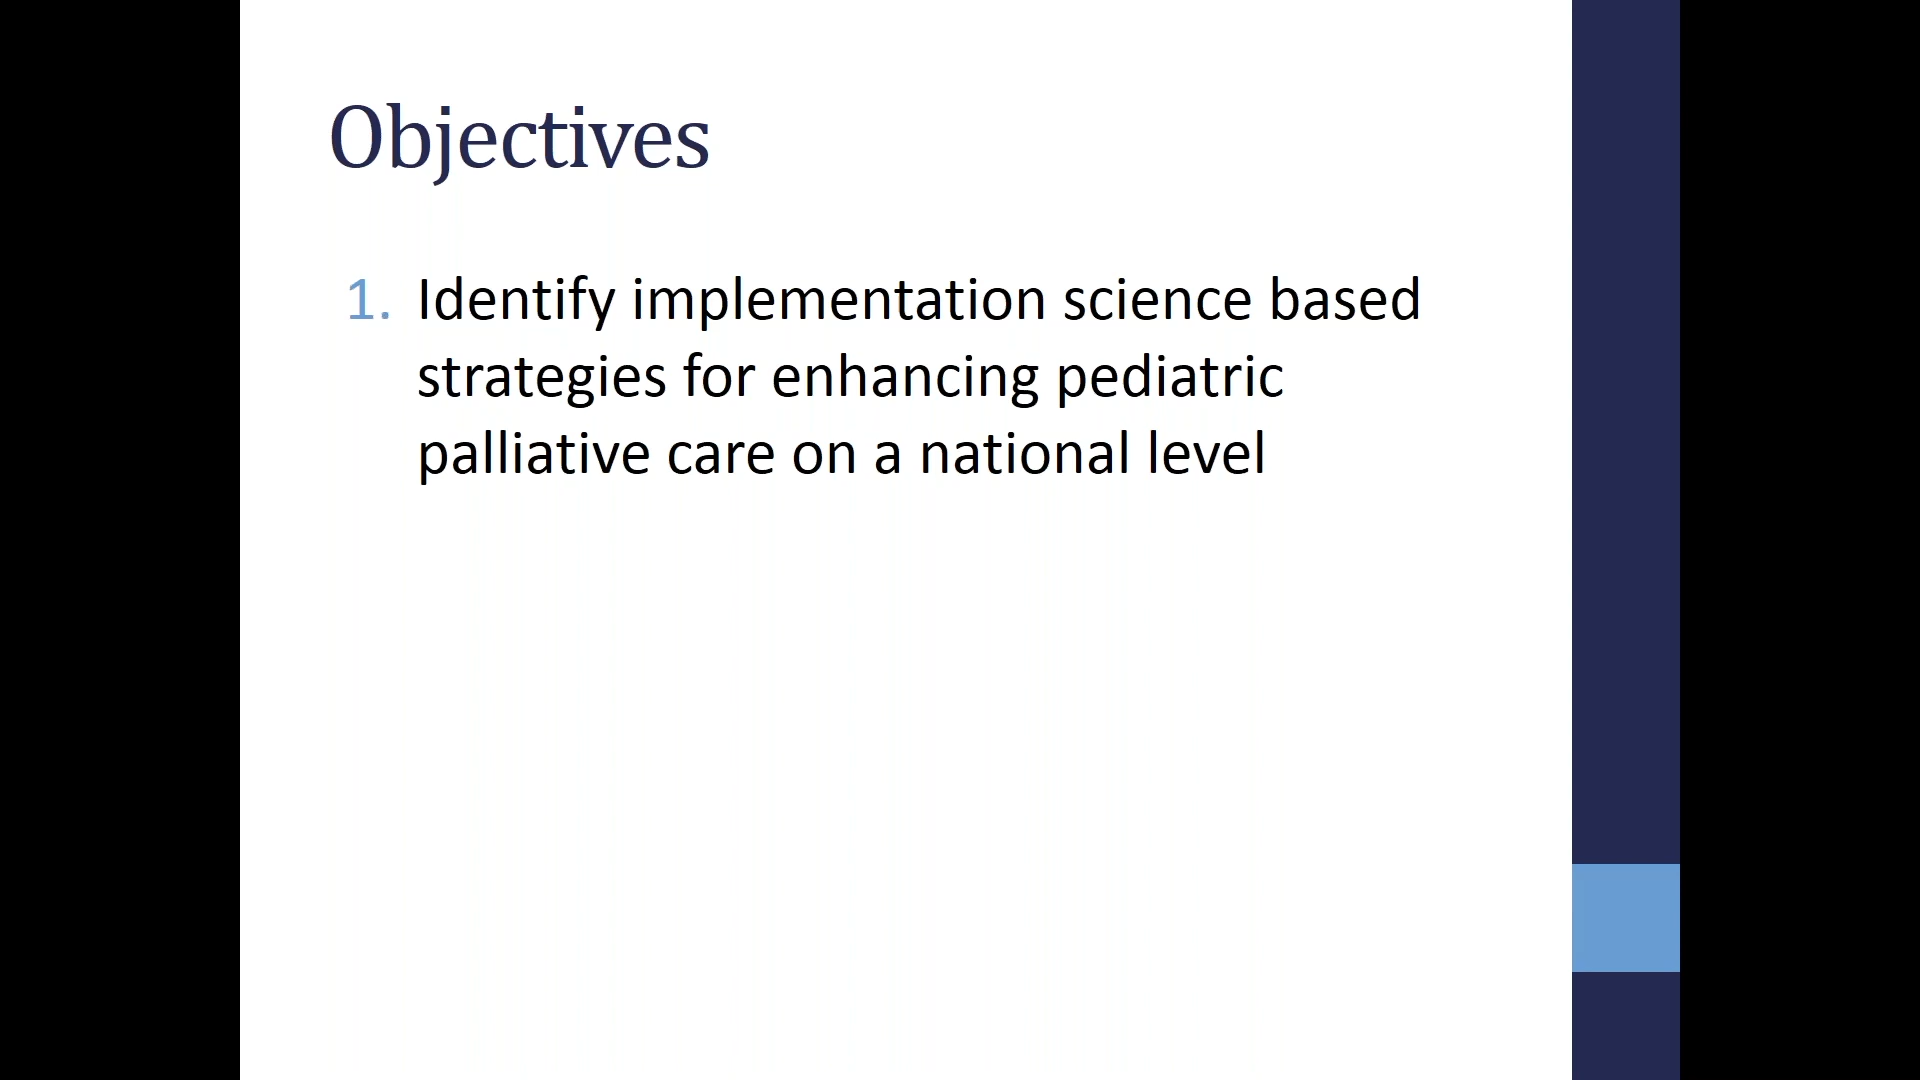 Objectives
1. Identify implementation science based
strategies for enhancing pediatric
palliative care on a national level